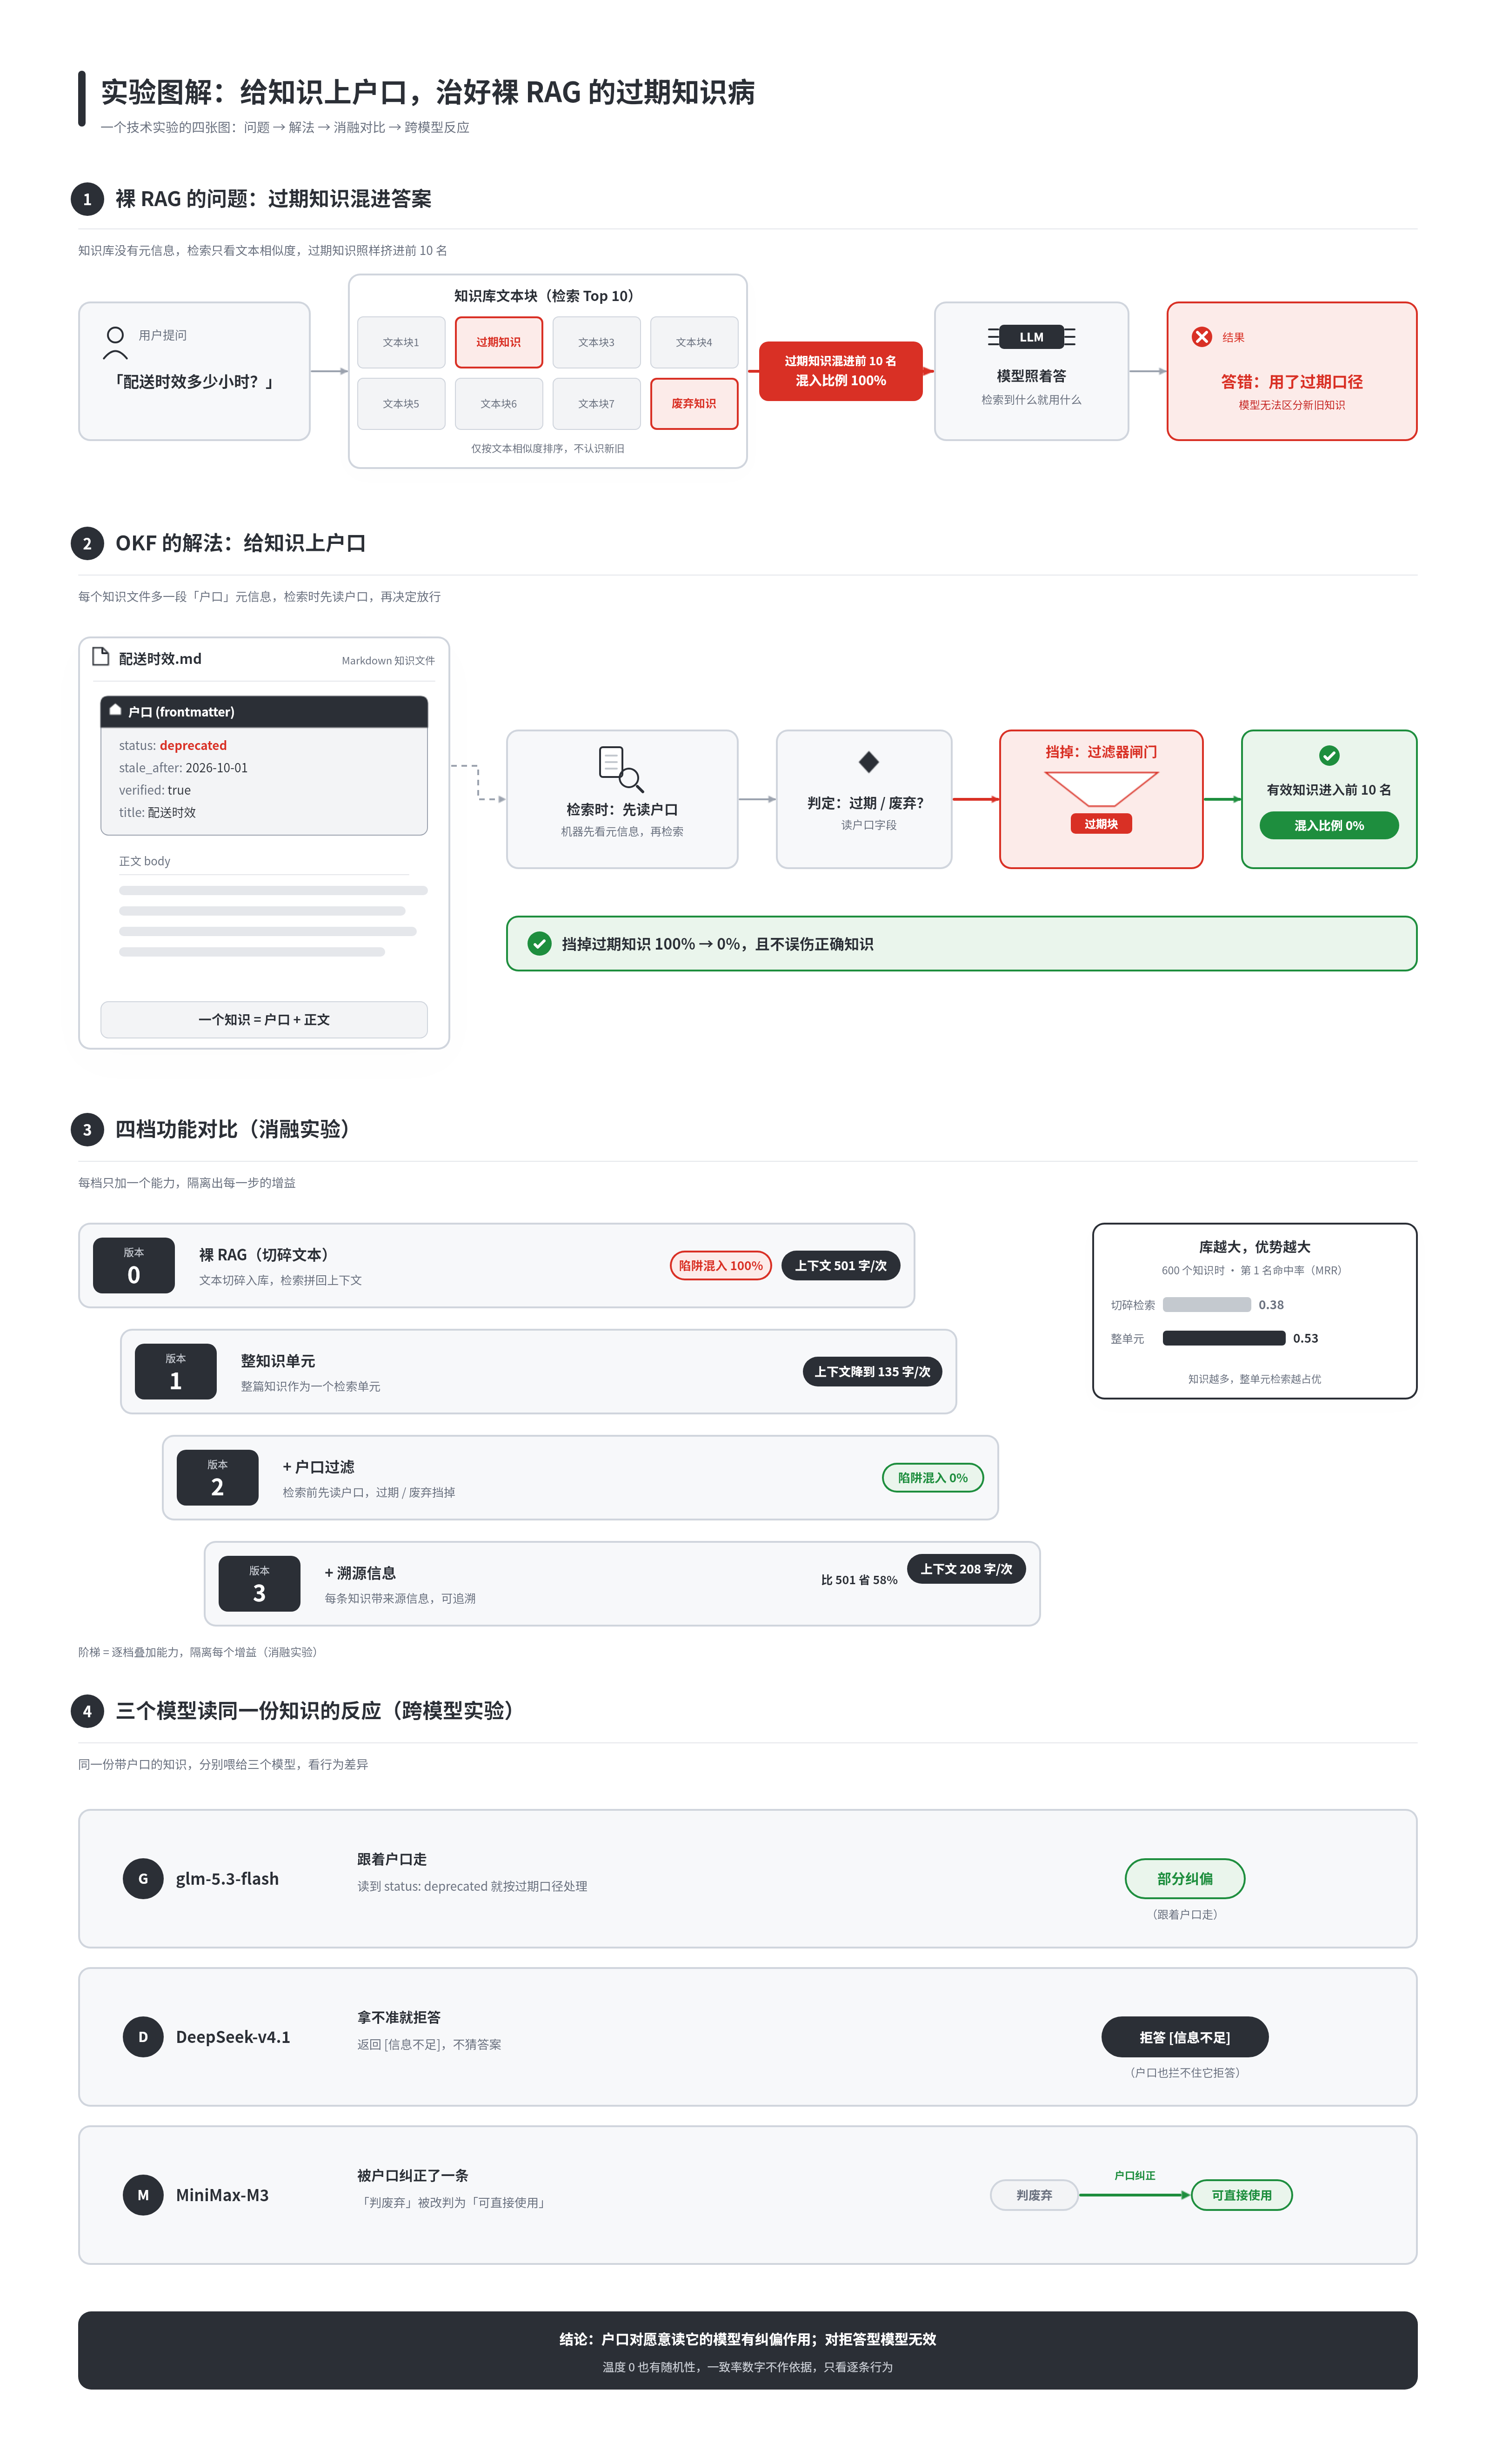 实验图解：给知识上户口，治好裸 RAG 的过期知识病
一个技术实验的四张图：问题 → 解法 → 消融对比 → 跨模型反应
1
裸 RAG 的问题：过期知识混进答案
知识库没有元信息，检索只看文本相似度，过期知识照样挤进前 10 名
用户提问
「配送时效多少小时？」
知识库文本块（检索 Top 10）
文本块1
过期知识
文本块3
文本块4
文本块5
文本块6
文本块7
废弃知识
仅按文本相似度排序，不认识新旧
过期知识混进前 10 名
混入比例 100%
LLM
模型照着答
检索到什么就用什么
结果
答错：用了过期口径
模型无法区分新旧知识
2
OKF 的解法：给知识上户口
每个知识文件多一段「户口」元信息，检索时先读户口，再决定放行
配送时效.md
Markdown 知识文件
户口 (frontmatter)
status: deprecated
stale_after: 2026-10-01
verified: true
title: 配送时效
正文 body
一个知识 = 户口 + 正文
检索时：先读户口
机器先看元信息，再检索
判定：过期 / 废弃？
读户口字段
挡掉：过滤器闸门
过期块
有效知识进入前 10 名
混入比例 0%
挡掉过期知识 100% → 0%，且不误伤正确知识
3
四档功能对比（消融实验）
每档只加一个能力，隔离出每一步的增益
版本
0
裸 RAG（切碎文本）
文本切碎入库，检索拼回上下文
陷阱混入 100%
上下文 501 字/次
版本
1
整知识单元
整篇知识作为一个检索单元
上下文降到 135 字/次
版本
2
+ 户口过滤
检索前先读户口，过期 / 废弃挡掉
陷阱混入 0%
版本
3
+ 溯源信息
每条知识带来源信息，可追溯
比 501 省 58%
上下文 208 字/次
库越大，优势越大
600 个知识时 · 第 1 名命中率（MRR）
切碎检索
0.38
整单元
0.53
知识越多，整单元检索越占优
阶梯 = 逐档叠加能力，隔离每个增益（消融实验）
4
三个模型读同一份知识的反应（跨模型实验）
同一份带户口的知识，分别喂给三个模型，看行为差异
G
glm-5.3-flash
跟着户口走
读到 status: deprecated 就按过期口径处理
部分纠偏
（跟着户口走）
D
DeepSeek-v4.1
拿不准就拒答
返回 [信息不足]，不猜答案
拒答 [信息不足]
（户口也拦不住它拒答）
M
MiniMax-M3
被户口纠正了一条
「判废弃」被改判为「可直接使用」
判废弃
户口纠正
可直接使用
结论：户口对愿意读它的模型有纠偏作用；对拒答型模型无效
温度 0 也有随机性，一致率数字不作依据，只看逐条行为